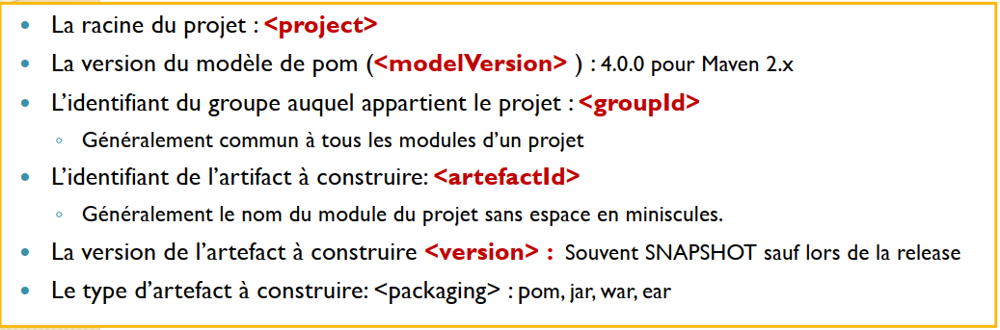 • La racine du projet : <project>
• La version du modèle de pom (<modelVersion> ) : 4.0.0 pour Maven 2.x
• L'identifiant du groupe auquel appartient le projet : <groupId>
◦ Généralement commun à tous les modules d'un projet
• L'identifiant de l'artifact à construire: <artefactId>
◦ Généralement le nom du module du projet sans espace en miniscules.
• La version de l'artefact à construire <version> : Souvent SNAPSHOT sauf lors de la release
• Le type d'artefact à construire: <packaging> : pom, jar, war, ear